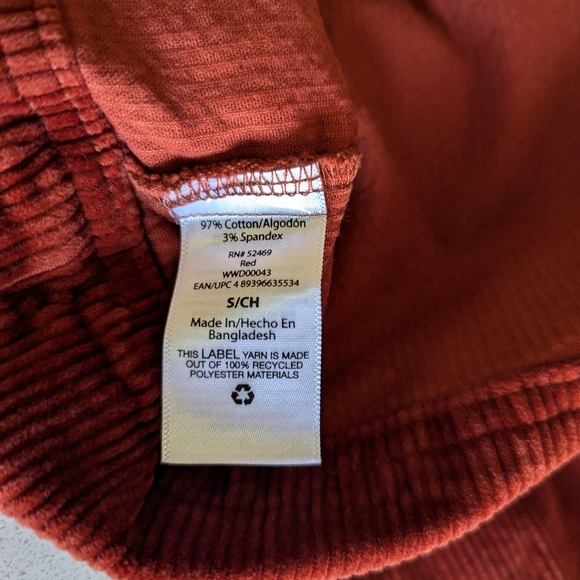 97% Cotton/Algodón
3% Spandex
RN# 52469
Red
WWD00043
EAN/UPC 4 89396635534
S/CH
Made In/Hecho En
Bangladesh
THIS LABEL YARN IS MADE
OUT OF 100% RECYCLED
POLYESTER MATERIALS